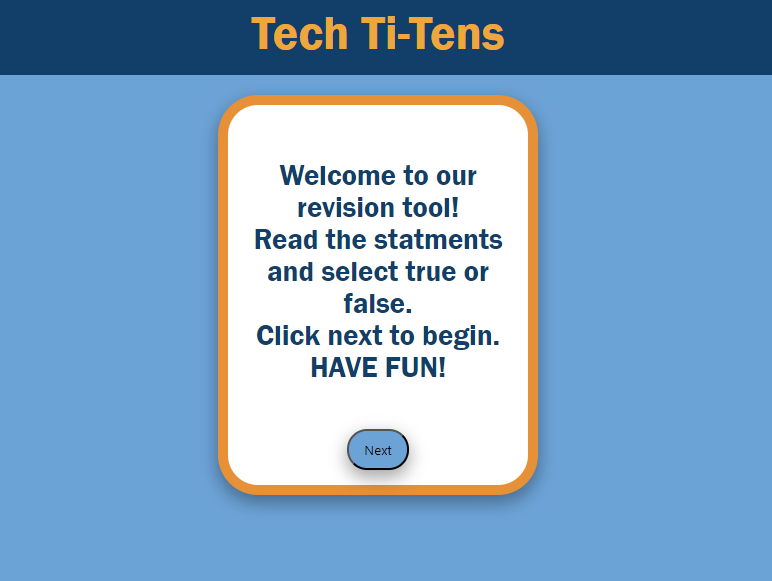 Tech Ti-Tens
Welcome to our
revision tool!
Read the statments
and select true or
false.
Click next to begin.
HAVE FUN!
Next